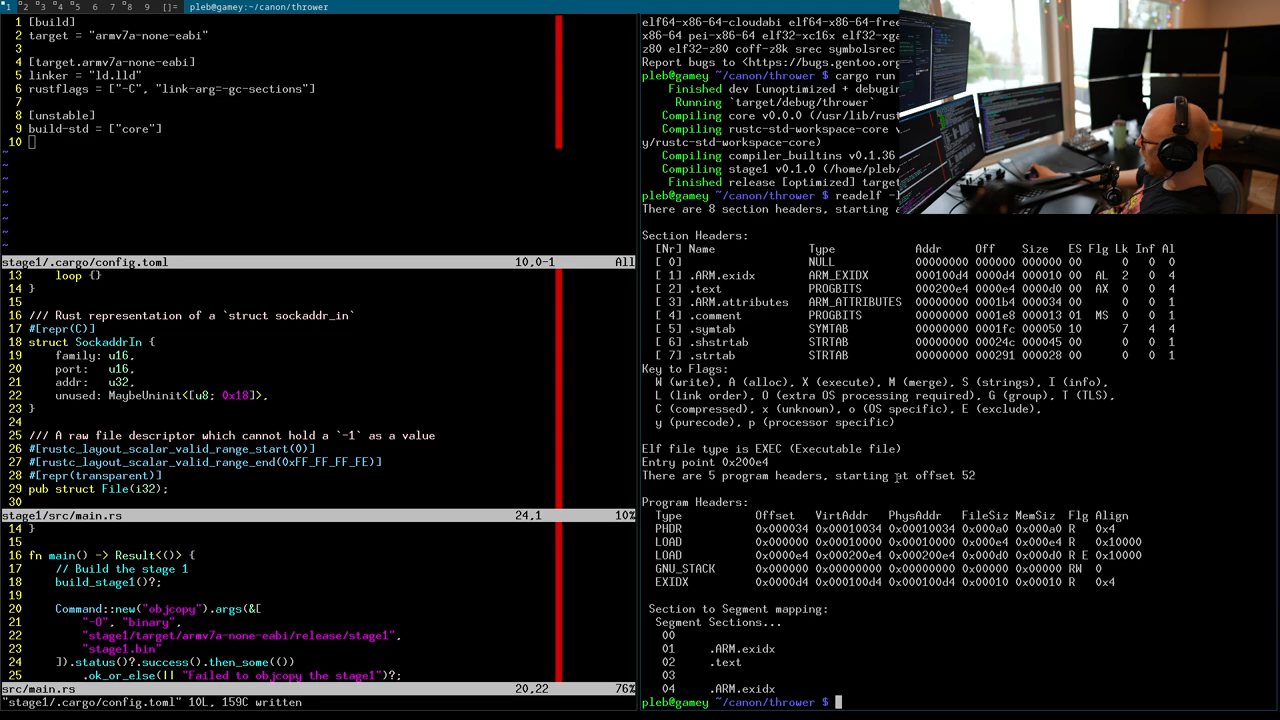 1 2 3 4 5 6 7 8 9 []= pleb@gamey:~/canon/thrower
1 [build]
2 target = "armv7a-none-eabi"
3
4 [target.armv7a-none-eabi]
5 linker = "ld.lld"
6 rustflags = ["-C", "link-arg=-gc-sections"]
7
8 [unstable]
9 build-std = ["core"]
10
~
~
~
~
~
~
~
~
stage1/.cargo/config.toml 10,0-1 All
13 loop {}
14 }
15
16 /// Rust representation of a `struct sockaddr_in`
17 #[repr(C)]
18 struct SockaddrIn {
19 family: u16,
20 port: u16,
21 addr: u32,
22 unused: MaybeUninit<[u8; 0x18]>,
23 }
24
25 /// A raw file descriptor which cannot hold a `-1` as a value
26 #[rustc_layout_scalar_valid_range_start(0)]
27 #[rustc_layout_scalar_valid_range_end(0xFF_FF_FF_FE)]
28 #[repr(transparent)]
29 pub struct File(i32);
30
stage1/src/main.rs 24,1 10%
14 }
15
16 fn main() -> Result<()> {
17 // Build the stage 1
18 build_stage1()?;
19
20 Command::new("objcopy").args(&[
21 "-O", "binary",
22 "stage1/target/armv7a-none-eabi/release/stage1",
23 "stage1.bin"
24 ]).status()?.success().then_some(())
25 .ok_or_else(|| "Failed to objcopy the stage1")?;
src/main.rs 20,22 76%
"stage1/.cargo/config.toml" 10L, 159C written
elf64-x86-64-cloudabi elf64-x86-64-free
x86-64 pei-x86-64 elf32-xc16x elf32-xga
z80 elf32-z80 coff-z8k srec symbolsrec
Report bugs to <https://bugs.gentoo.org
pleb@gamey ~/canon/thrower $ cargo run
Finished dev [unoptimized + debugin
Running `target/debug/thrower`
Compiling core v0.0.0 (/usr/lib/rus
Compiling rustc-std-workspace-core v
y/rustc-std-workspace-core)
Compiling compiler_builtins v0.1.36
Compiling stage1 v0.1.0 (/home/pleb/
Finished release [optimized] target
pleb@gamey ~/canon/thrower $ readelf -
There are 8 section headers, starting a

Section Headers:
[Nr] Name Type Addr Off Size ES Flg Lk Inf Al
[ 0] NULL 00000000 000000 000000 00 0 0 0
[ 1] .ARM.exidx ARM_EXIDX 000100d4 0000d4 000010 00 AL 2 0 4
[ 2] .text PROGBITS 000200e4 0000e4 0000d0 00 AX 0 0 4
[ 3] .ARM.attributes ARM_ATTRIBUTES 00000000 0001b4 000034 00 0 0 1
[ 4] .comment PROGBITS 00000000 0001e8 000013 01 MS 0 0 1
[ 5] .symtab SYMTAB 00000000 0001fc 000050 10 7 4 4
[ 6] .shstrtab STRTAB 00000000 00024c 000045 00 0 0 1
[ 7] .strtab STRTAB 00000000 000291 000028 00 0 0 1
Key to Flags:
W (write), A (alloc), X (execute), M (merge), S (strings), I (info),
L (link order), O (extra OS processing required), G (group), T (TLS),
C (compressed), x (unknown), o (OS specific), E (exclude),
y (purecode), p (processor specific)

Elf file type is EXEC (Executable file)
Entry point 0x200e4
There are 5 program headers, starting at offset 52

Program Headers:
Type Offset VirtAddr PhysAddr FileSiz MemSiz Flg Align
PHDR 0x000034 0x00010034 0x00010034 0x000a0 0x000a0 R 0x4
LOAD 0x000000 0x00010000 0x00010000 0x000e4 0x000e4 R 0x10000
LOAD 0x0000e4 0x000200e4 0x000200e4 0x000d0 0x000d0 R E 0x10000
GNU_STACK 0x000000 0x00000000 0x00000000 0x00000 0x00000 RW 0
EXIDX 0x0000d4 0x000100d4 0x000100d4 0x00010 0x00010 R 0x4

Section to Segment mapping:
Segment Sections...
00
01 .ARM.exidx
02 .text
03
04 .ARM.exidx
pleb@gamey ~/canon/thrower $